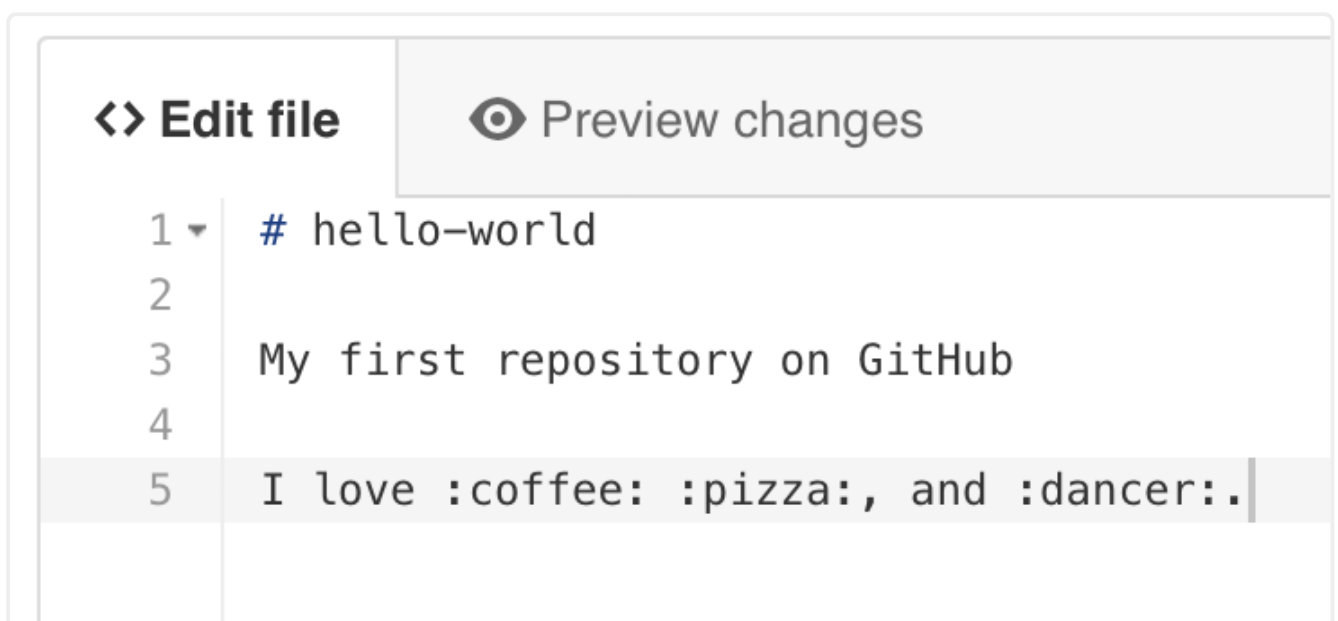 <> Edit file
Preview changes
1 # hello-world
2
3 My first repository on GitHub
4
5 I love :coffee: :pizza:, and :dancer:.